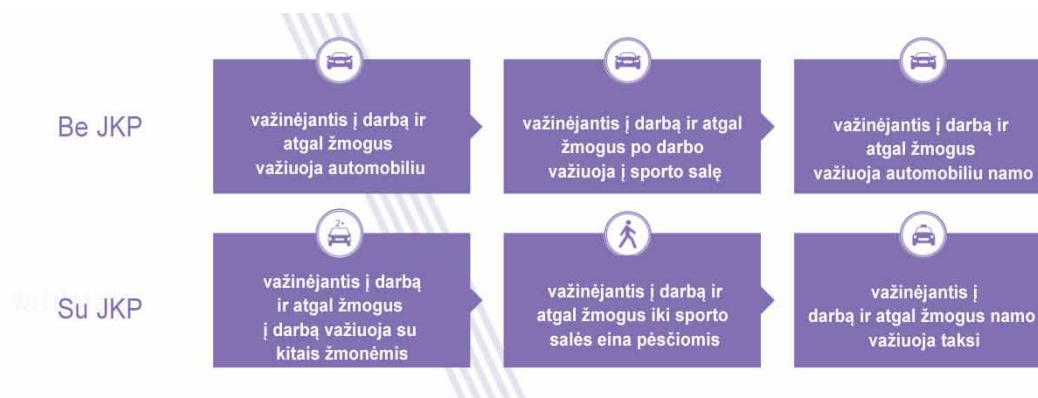 Be JKP
važinėjantis į darbą ir
atgal žmogus
važiuoja automobiliu
važinėjantis į darbą ir atgal
žmogus po darbo
važiuoja į sporto salę
važinėjantis į darbą ir
atgal žmogus
važiuoja automobiliu namo
Su JKP
2+
važinėjantis į darbą
ir atgal žmogus
į darbą važiuoja su
kitais žmonėmis
važinėjantis į darbą ir
atgal žmogus iki sporto
salės eina pėsčiomis
važinėjantis į
darbą ir atgal žmogus namo
važiuoja taksi